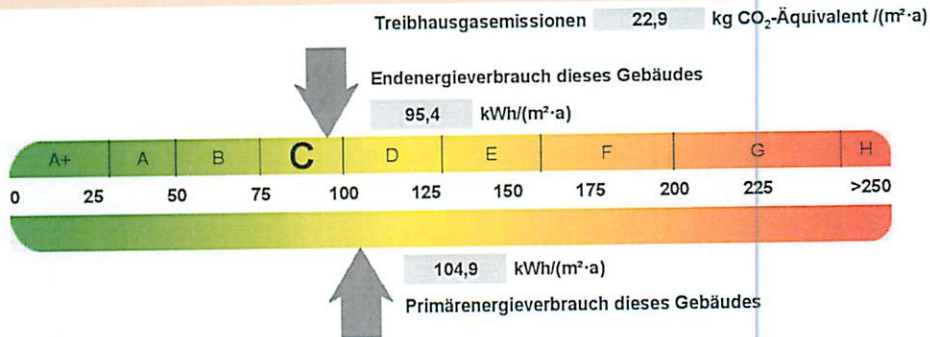 Treibhausgasemissionen 22,9 kg CO₂-Äquivalent /(m²·a)
Endenergieverbrauch dieses Gebäudes
95,4 kWh/(m²·a)
A+ A B C D E F G H
0 25 50 75 100 125 150 175 200 225 >250
104,9 kWh/(m²·a)
Primärenergieverbrauch dieses Gebäudes